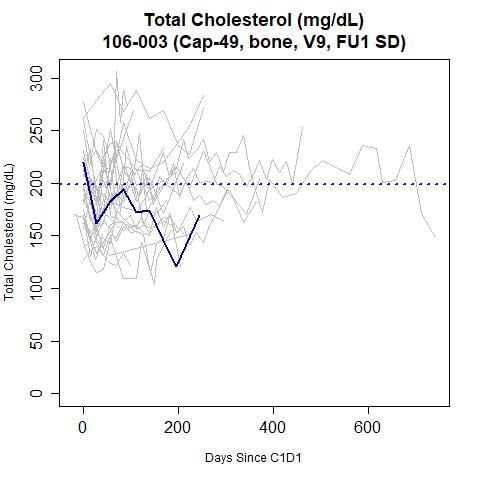 Total Cholesterol (mg/dL)
106-003 (Cap-49, bone, V9, FU1 SD)
Total Cholesterol (mg/dL)
300
250
200
150
100
50
0
0 200 400 600
Days Since C1D1